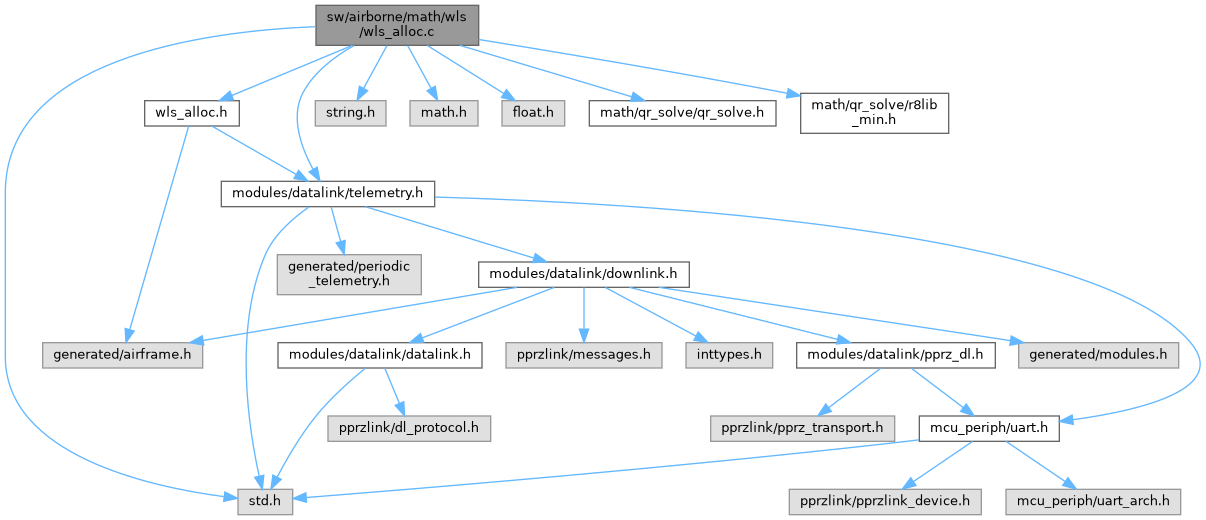 sw/airborne/math/wls
/wls_alloc.c
wls_alloc.h
string.h
math.h
float.h
math/qr_solve/qr_solve.h
math/qr_solve/r8lib
_min.h
modules/datalink/telemetry.h
generated/periodic
_telemetry.h
modules/datalink/downlink.h
generated/airframe.h
modules/datalink/datalink.h
pprzlink/messages.h
inttypes.h
modules/datalink/pprz_dl.h
generated/modules.h
pprzlink/dl_protocol.h
pprzlink/pprz_transport.h
mcu_periph/uart.h
std.h
pprzlink/pprzlink_device.h
mcu_periph/uart_arch.h